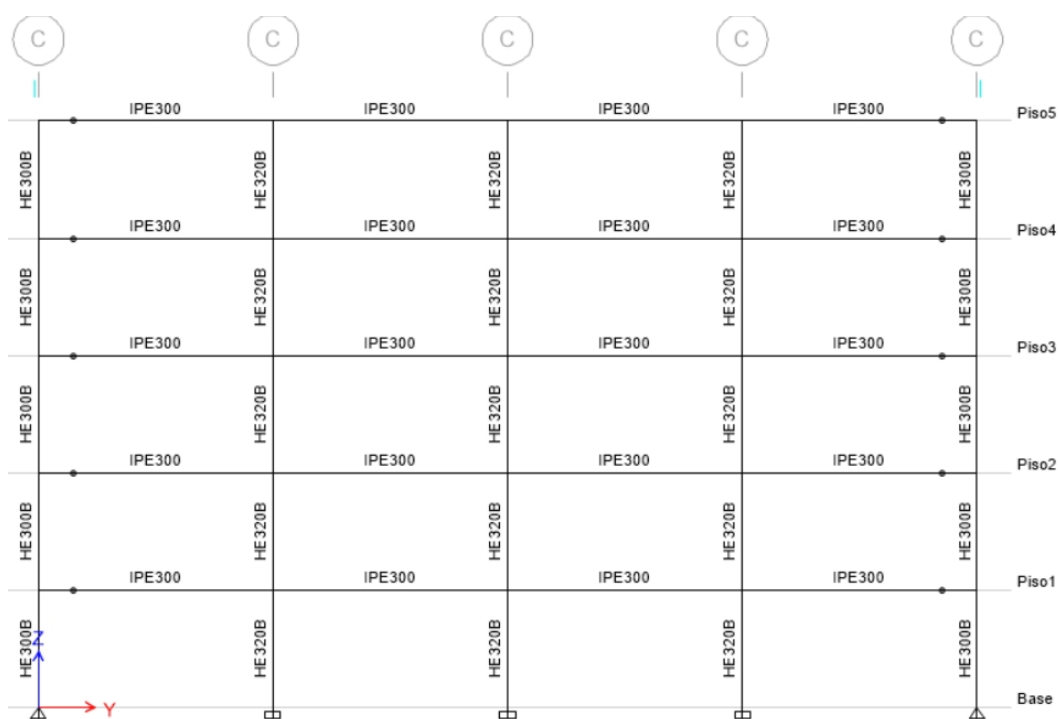 C C C C C
IPE300 IPE300 IPE300 IPE300 Piso5
HE300B HE320B HE320B HE320B HE300B
IPE300 IPE300 IPE300 IPE300 Piso4
HE300B HE320B HE320B HE320B HE300B
IPE300 IPE300 IPE300 IPE300 Piso3
HE300B HE320B HE320B HE320B HE300B
IPE300 IPE300 IPE300 IPE300 Piso2
HE300B HE320B HE320B HE320B HE300B
IPE300 IPE300 IPE300 IPE300 Piso1
HE300B HE320B HE320B HE320B HE300B
Z
Base
Y